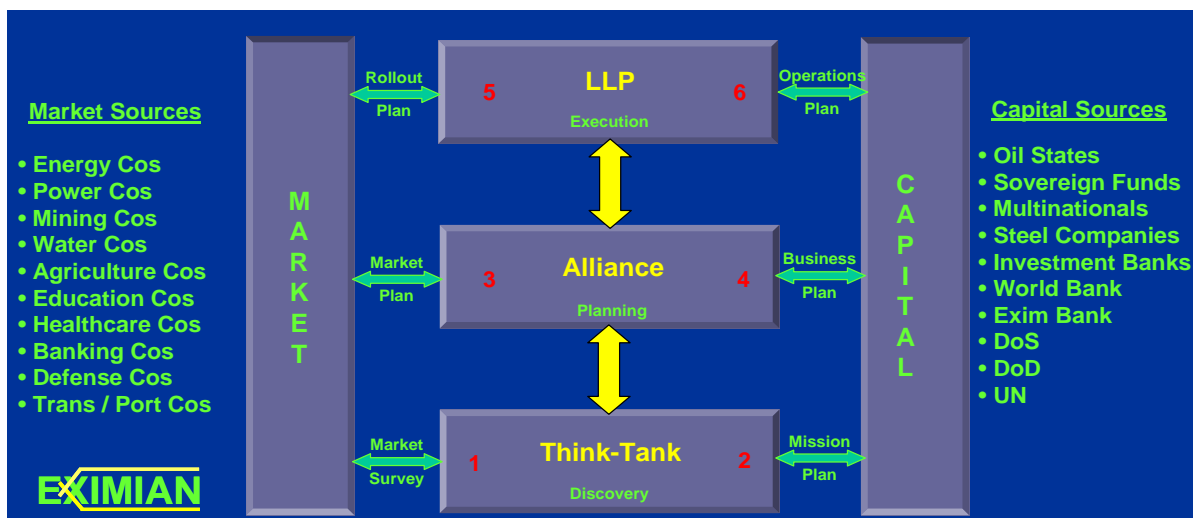 Market Sources
• Energy Cos
• Power Cos
• Mining Cos
• Water Cos
• Agriculture Cos
• Education Cos
• Healthcare Cos
• Banking Cos
• Defense Cos
• Trans / Port Cos
EXIMIAN
M
A
R
K
E
T
Rollout
Plan
5
LLP
6
Execution
Operations
Plan
Market
Plan
3
Alliance
4
Planning
Business
Plan
Market
Survey
1
Think-Tank
2
Discovery
Mission
Plan
C
A
P
I
T
A
L
Capital Sources
• Oil States
• Sovereign Funds
• Multinationals
• Steel Companies
• Investment Banks
• World Bank
• Exim Bank
• DoS
• DoD
• UN